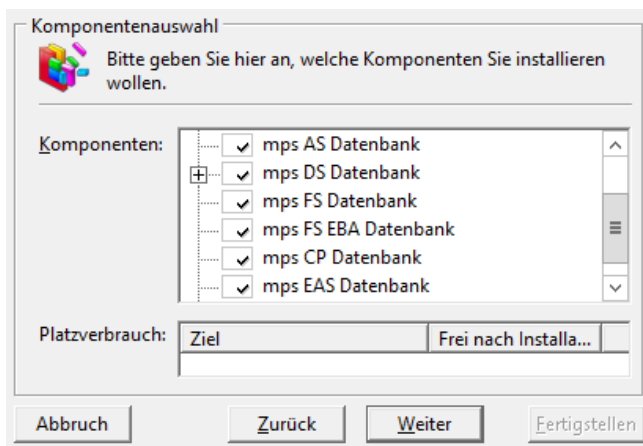 Komponentenauswahl
Bitte geben Sie hier an, welche Komponenten Sie installieren
wollen.
Komponenten:
mps AS Datenbank
mps DS Datenbank
mps FS Datenbank
mps FS EBA Datenbank
mps CP Datenbank
mps EAS Datenbank
Platzverbrauch:
Ziel
Frei nach Installa...
Abbruch
Zurück
Weiter
Fertigstellen